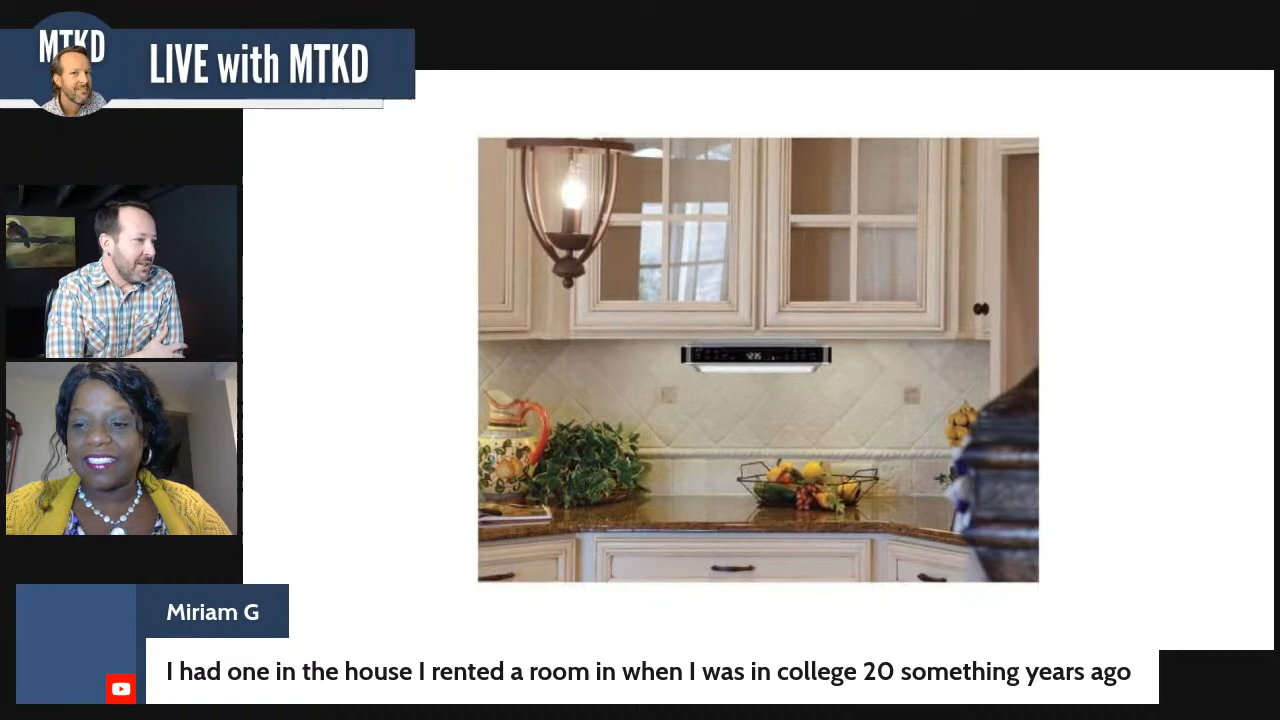 MTKD
LIVE with MTKD
Miriam G
I had one in the house I rented a room in when I was in college 20 something years ago